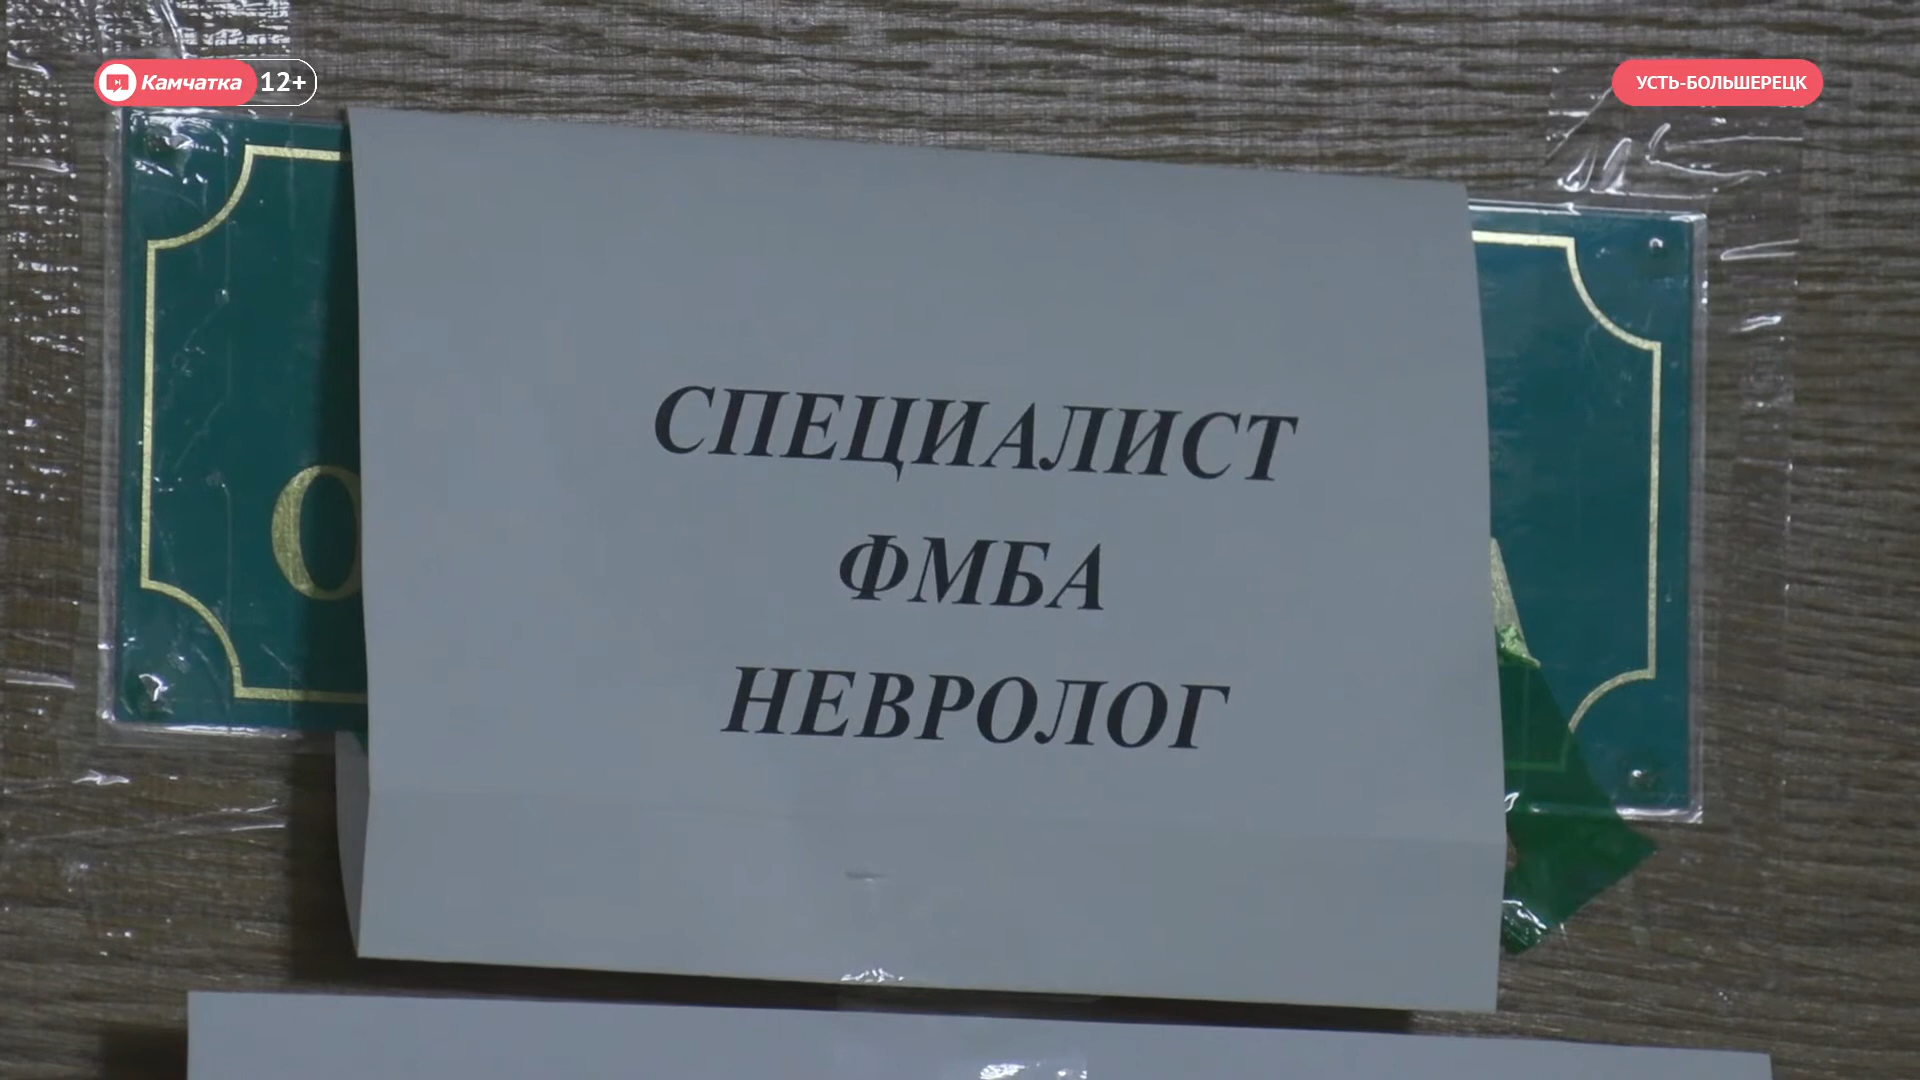 Камчатка 12+
УСТЬ-БОЛЬШЕРЕЦК
СПЕЦИАЛИСТ
ФМБА
НЕВРОЛОГ